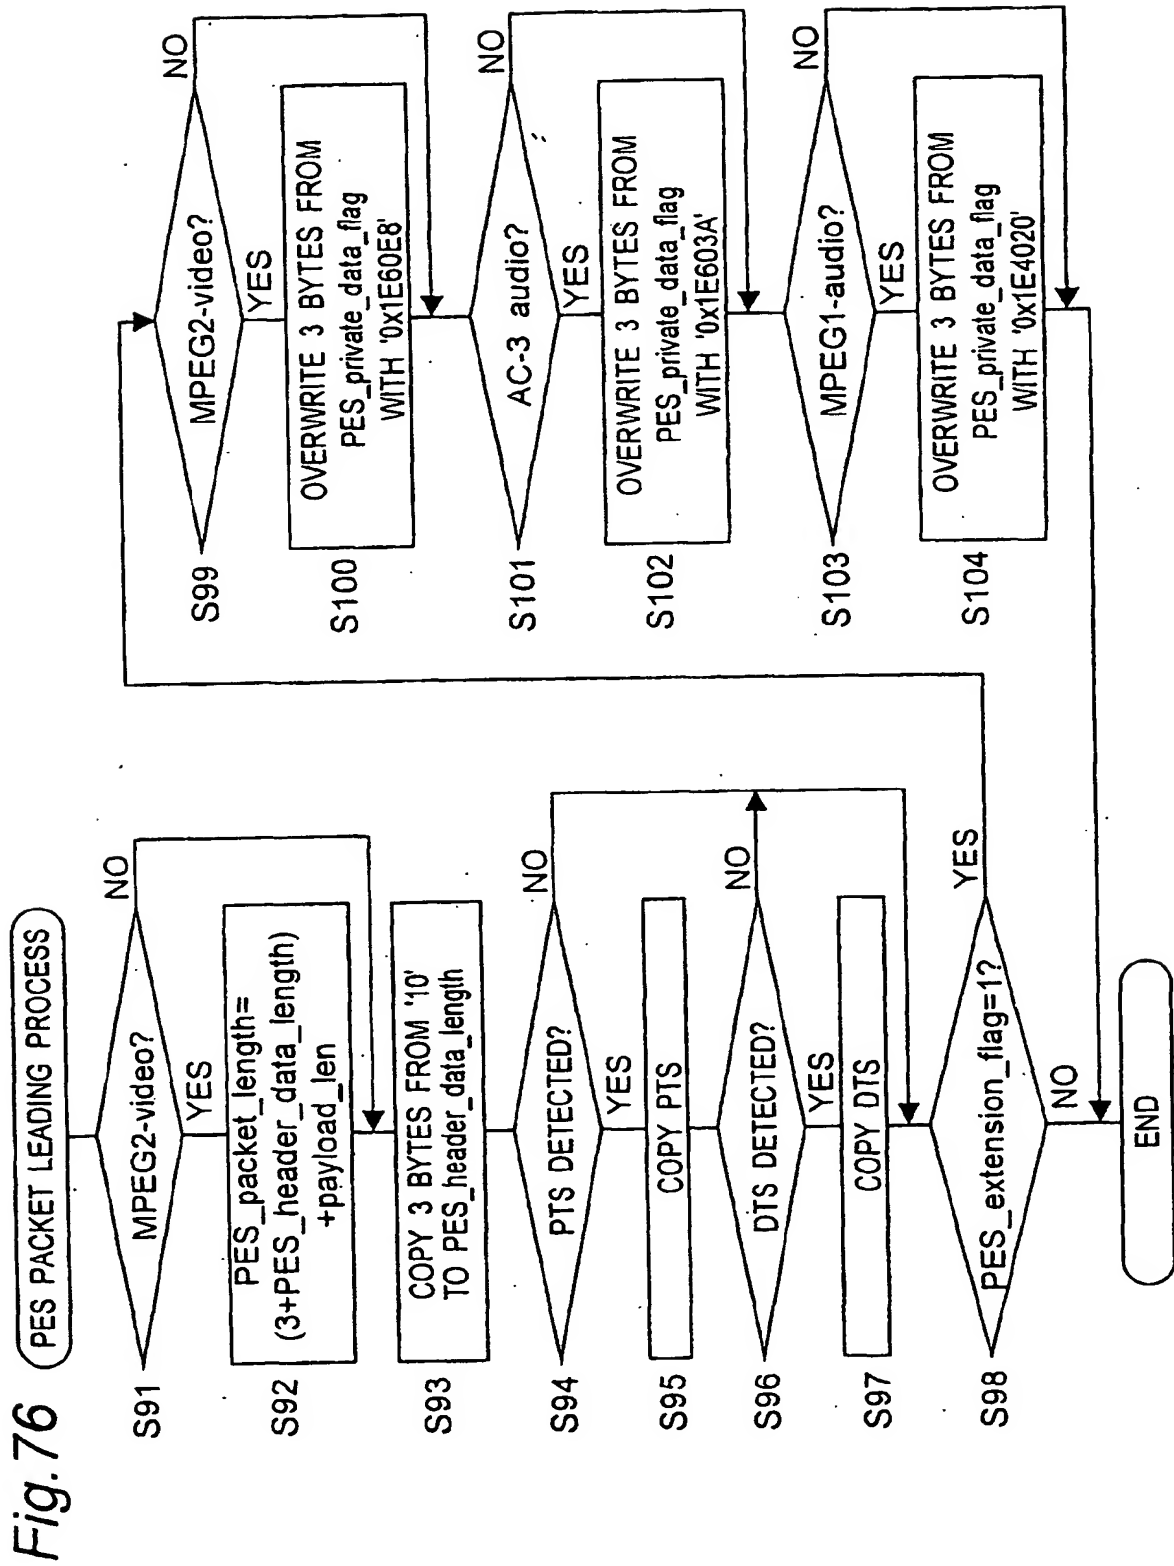 Fig.76
PES PACKET LEADING PROCESS
S91
MPEG2-video?
NO
YES
S92
PES_packet_length=
(3+PES_header_data_length)
+payload_len
S93
COPY 3 BYTES FROM '10'
TO PES_header_data_length
S94
PTS DETECTED?
NO
YES
S95
COPY PTS
S96
DTS DETECTED?
NO
YES
S97
COPY DTS
S98
PES_extension_flag=1?
YES
NO
END
S99
MPEG2-video?
NO
YES
S100
OVERWRITE 3 BYTES FROM
PES_private_data_flag
WITH '0x1E60E8'
S101
AC-3 audio?
NO
YES
S102
OVERWRITE 3 BYTES FROM
PES_private_data_flag
WITH '0x1E603A'
S103
MPEG1-audio?
NO
YES
S104
OVERWRITE 3 BYTES FROM
PES_private_data_flag
WITH '0x1E4020'